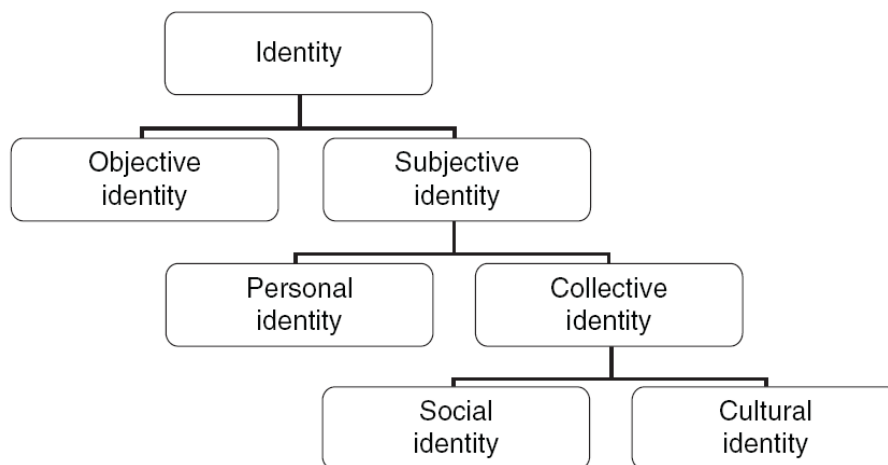 Identity
Objective
identity
Subjective
identity
Personal
identity
Collective
identity
Social
identity
Cultural
identity